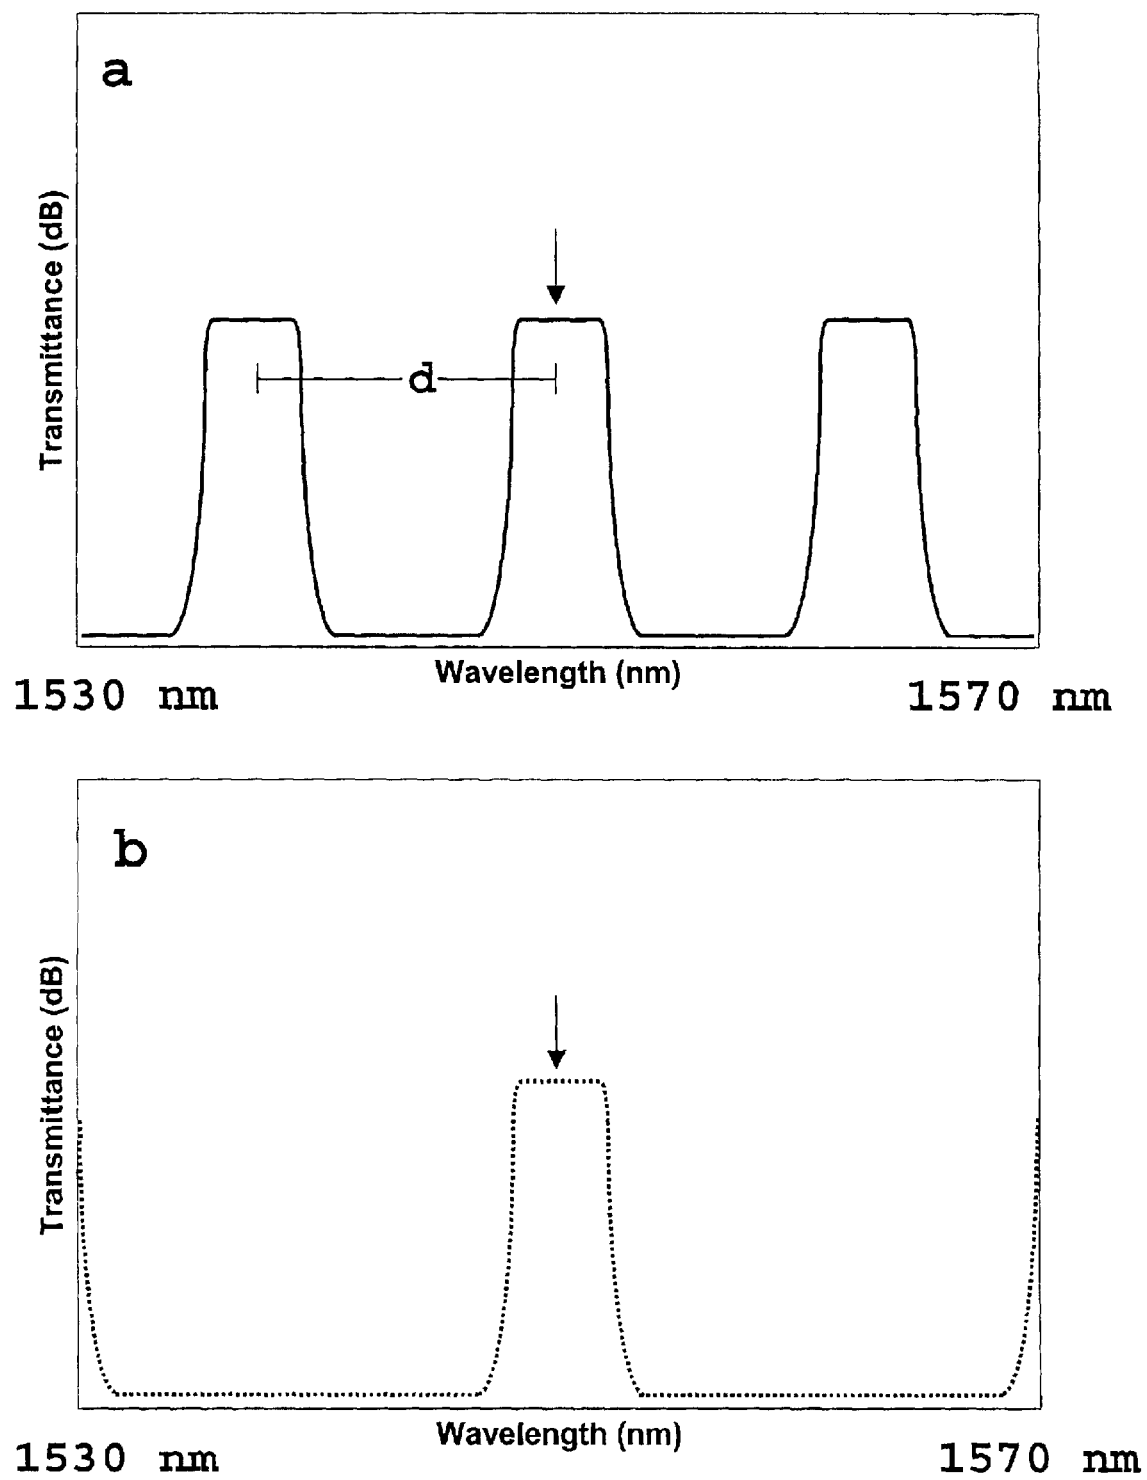 a
Transmittance (dB)
d
Wavelength (nm)
1530 nm
1570 nm
b
Transmittance (dB)
Wavelength (nm)
1530 nm
1570 nm